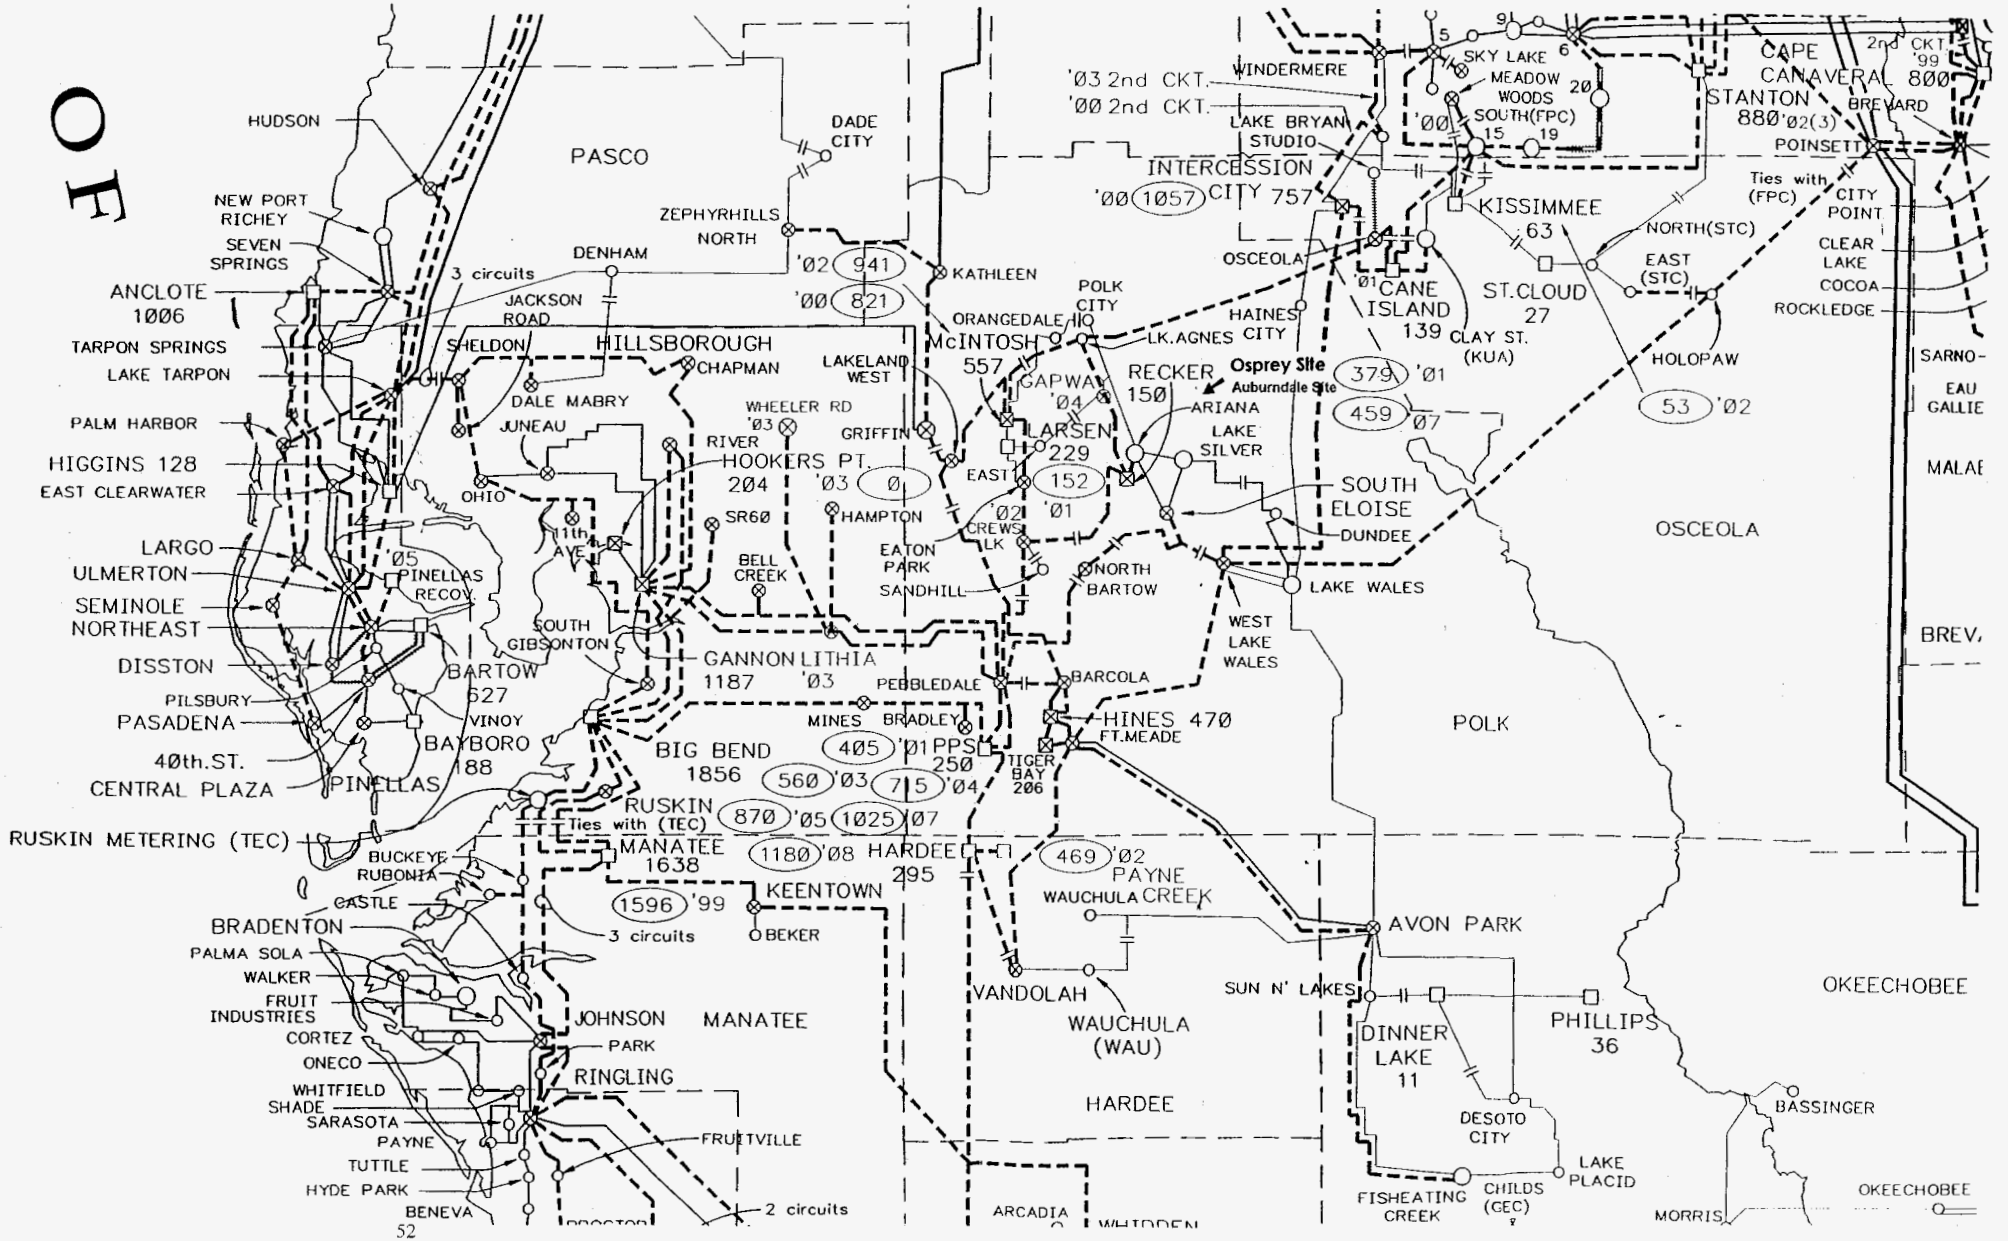 OF
HUDSON
NEW PORT
RICHEY
SEVEN
SPRINGS
ANCLOTE
1006
TARPON SPRINGS
LAKE TARPON
PALM HARBOR
HIGGINS 128
EAST CLEARWATER
LARGO
ULMERTON
SEMINOLE
NORTHEAST
DISSTON
PILSBURY
PASADENA
40th.ST.
CENTRAL PLAZA
RUSKIN METERING (TEC)
PASCO
DADE
CITY
ZEPHYRHILLS
NORTH
DENHAM
3 circuits
JACKSON
ROAD
SHELDON
HILLSBOROUGH
CHAPMAN
DALE MABRY
JUNEAU
OHIO
WHEELER RD
'03
RIVER
HOOKERS PT.
204
'03 0
SR60
HAMPTON
11th
AVE
BELL
CREEK
'05
PINELLAS
RECOV.
BARTOW
627
VINOY
BAYBORO
188
PINELLAS
SOUTH
GIBSONTON
GANNON
1187
LITHIA
'03
BIG BEND
1856
RUSKIN
Ties with (TEC)
MANATEE
1638
MINES
BRADLEY
PEBBLEDALE
405 '01
PPS
250
560 '03
715 '04
870 '05
1025 '07
1180 '08
HARDEE
295
1596 '99
KEENTOWN
BEKER
3 circuits
BUCKEYE
RUBONIA
CASTLE
BRADENTON
PALMA SOLA
WALKER
FRUIT
INDUSTRIES
CORTEZ
ONECO
WHITFIELD
SHADE
SARASOTA
PAYNE
TUTTLE
HYDE PARK
BENEVA
52
JOHNSON
MANATEE
PARK
RINGLING
FRUITVILLE
2 circuits
PROCTOR
'02 941
'00 821
KATHLEEN
LAKELAND
WEST
GRIFFIN
ORANGEDALE
McINTOSH
557
POLK
CITY
LK.AGNES
GAPWAY
'04
RECKER
150
Osprey Site
Auburndale Site
ARIANA
LAKE
SILVER
LARSEN
229
EAST
152
'01
'02
CREWS
LK
EATON
PARK
SANDHILL
NORTH
BARTOW
SOUTH
ELOISE
DUNDEE
LAKE WALES
WEST
LAKE
WALES
BARCOLA
HINES 470
FT.MEADE
TIGER
BAY
206
469 '02
PAYNE
CREEK
WAUCHULA
VANDOLAH
WAUCHULA
(WAU)
HARDEE
ARCADIA
WHIDDEN
'03 2nd CKT.
'00 2nd CKT.
WINDERMERE
LAKE BRYAN
STUDIO
INTERCESSION
CITY 757
'00 1057
OSCEOLA
HAINES
CITY
5
9
6
SKY LAKE
MEADOW
WOODS
SOUTH(FPC)
'00
15
19
20
KISSIMMEE
63
'01
CANE
ISLAND
139
CLAY ST.
(KUA)
379 '01
459 '07
ST.CLOUD
27
NORTH(STC)
EAST
(STC)
HOLOPAW
53 '02
CAPE
CANAVERAL
800
2nd CKT.
'99
STANTON
880
'02(3)
BREVARD
POINSETT
Ties with
(FPC)
CITY
POINT
CLEAR
LAKE
COCOA
ROCKLEDGE
SARNO-
EAU
GALLIE
OSCEOLA
POLK
AVON PARK
SUN N' LAKES
DINNER
LAKE
11
PHILLIPS
36
DESOTO
CITY
LAKE
PLACID
CHILDS
(GEC)
FISHEATING
CREEK
BASSINGER
MORRIS
OKEECHOBEE
OKEECHOBEE